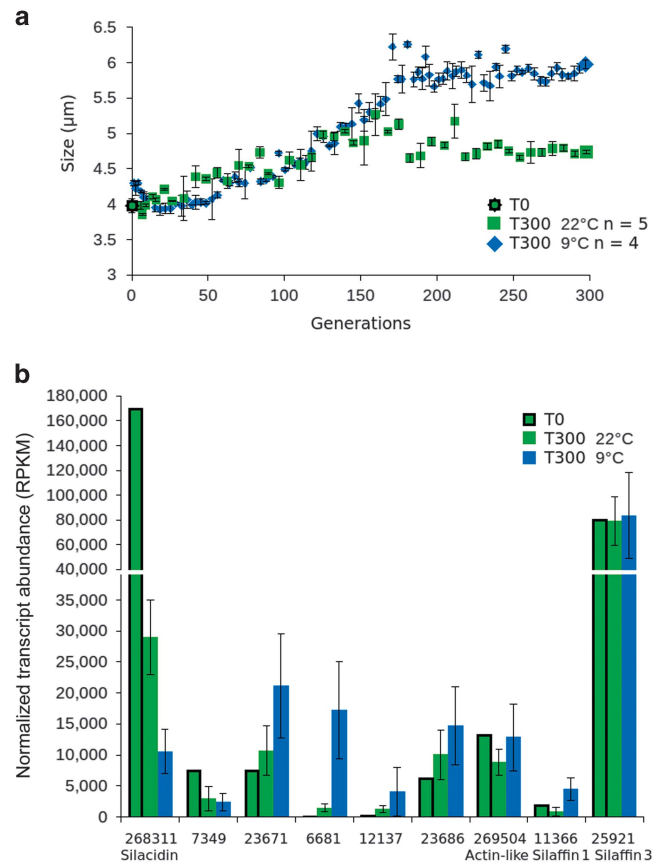 a
6.5
6
5.5
5
4.5
4
3.5
3
Size (µm)
T0
T300 22°C n = 5
T300 9°C n = 4
0 50 100 150 200 250 300
Generations
b
180,000
160,000
140,000
120,000
100,000
80,000
60,000
40,000
35,000
30,000
25,000
20,000
15,000
10,000
5,000
0
Normalized transcript abundance (RPKM)
T0
T300 22°C
T300 9°C
268311 7349 23671 6681 12137 23686 269504 11366 25921
Silacidin Actin-like Silaffin 1 Silaffin 3